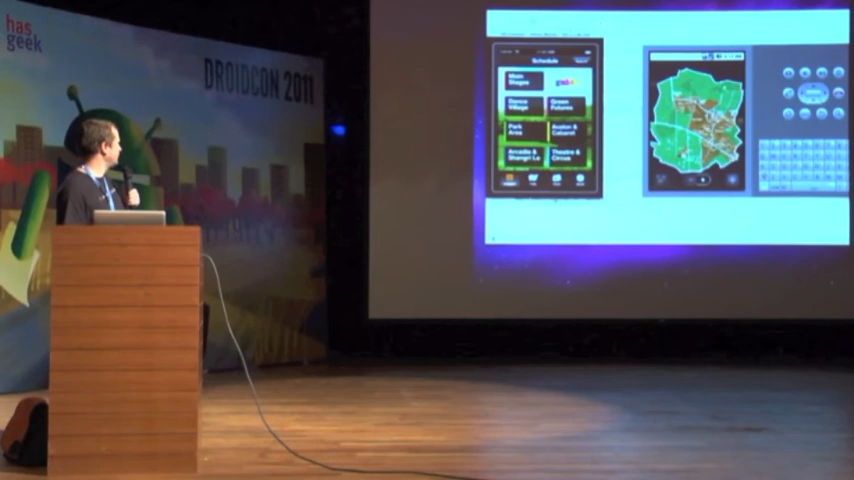 has
geek
DROIDCON 2011
Schedule
Main
Stages
Dance
Village
Green
Futures
Park
Area
Avalon &
Cabaret
Arcadia &
Shangri La
Theatre &
Circus